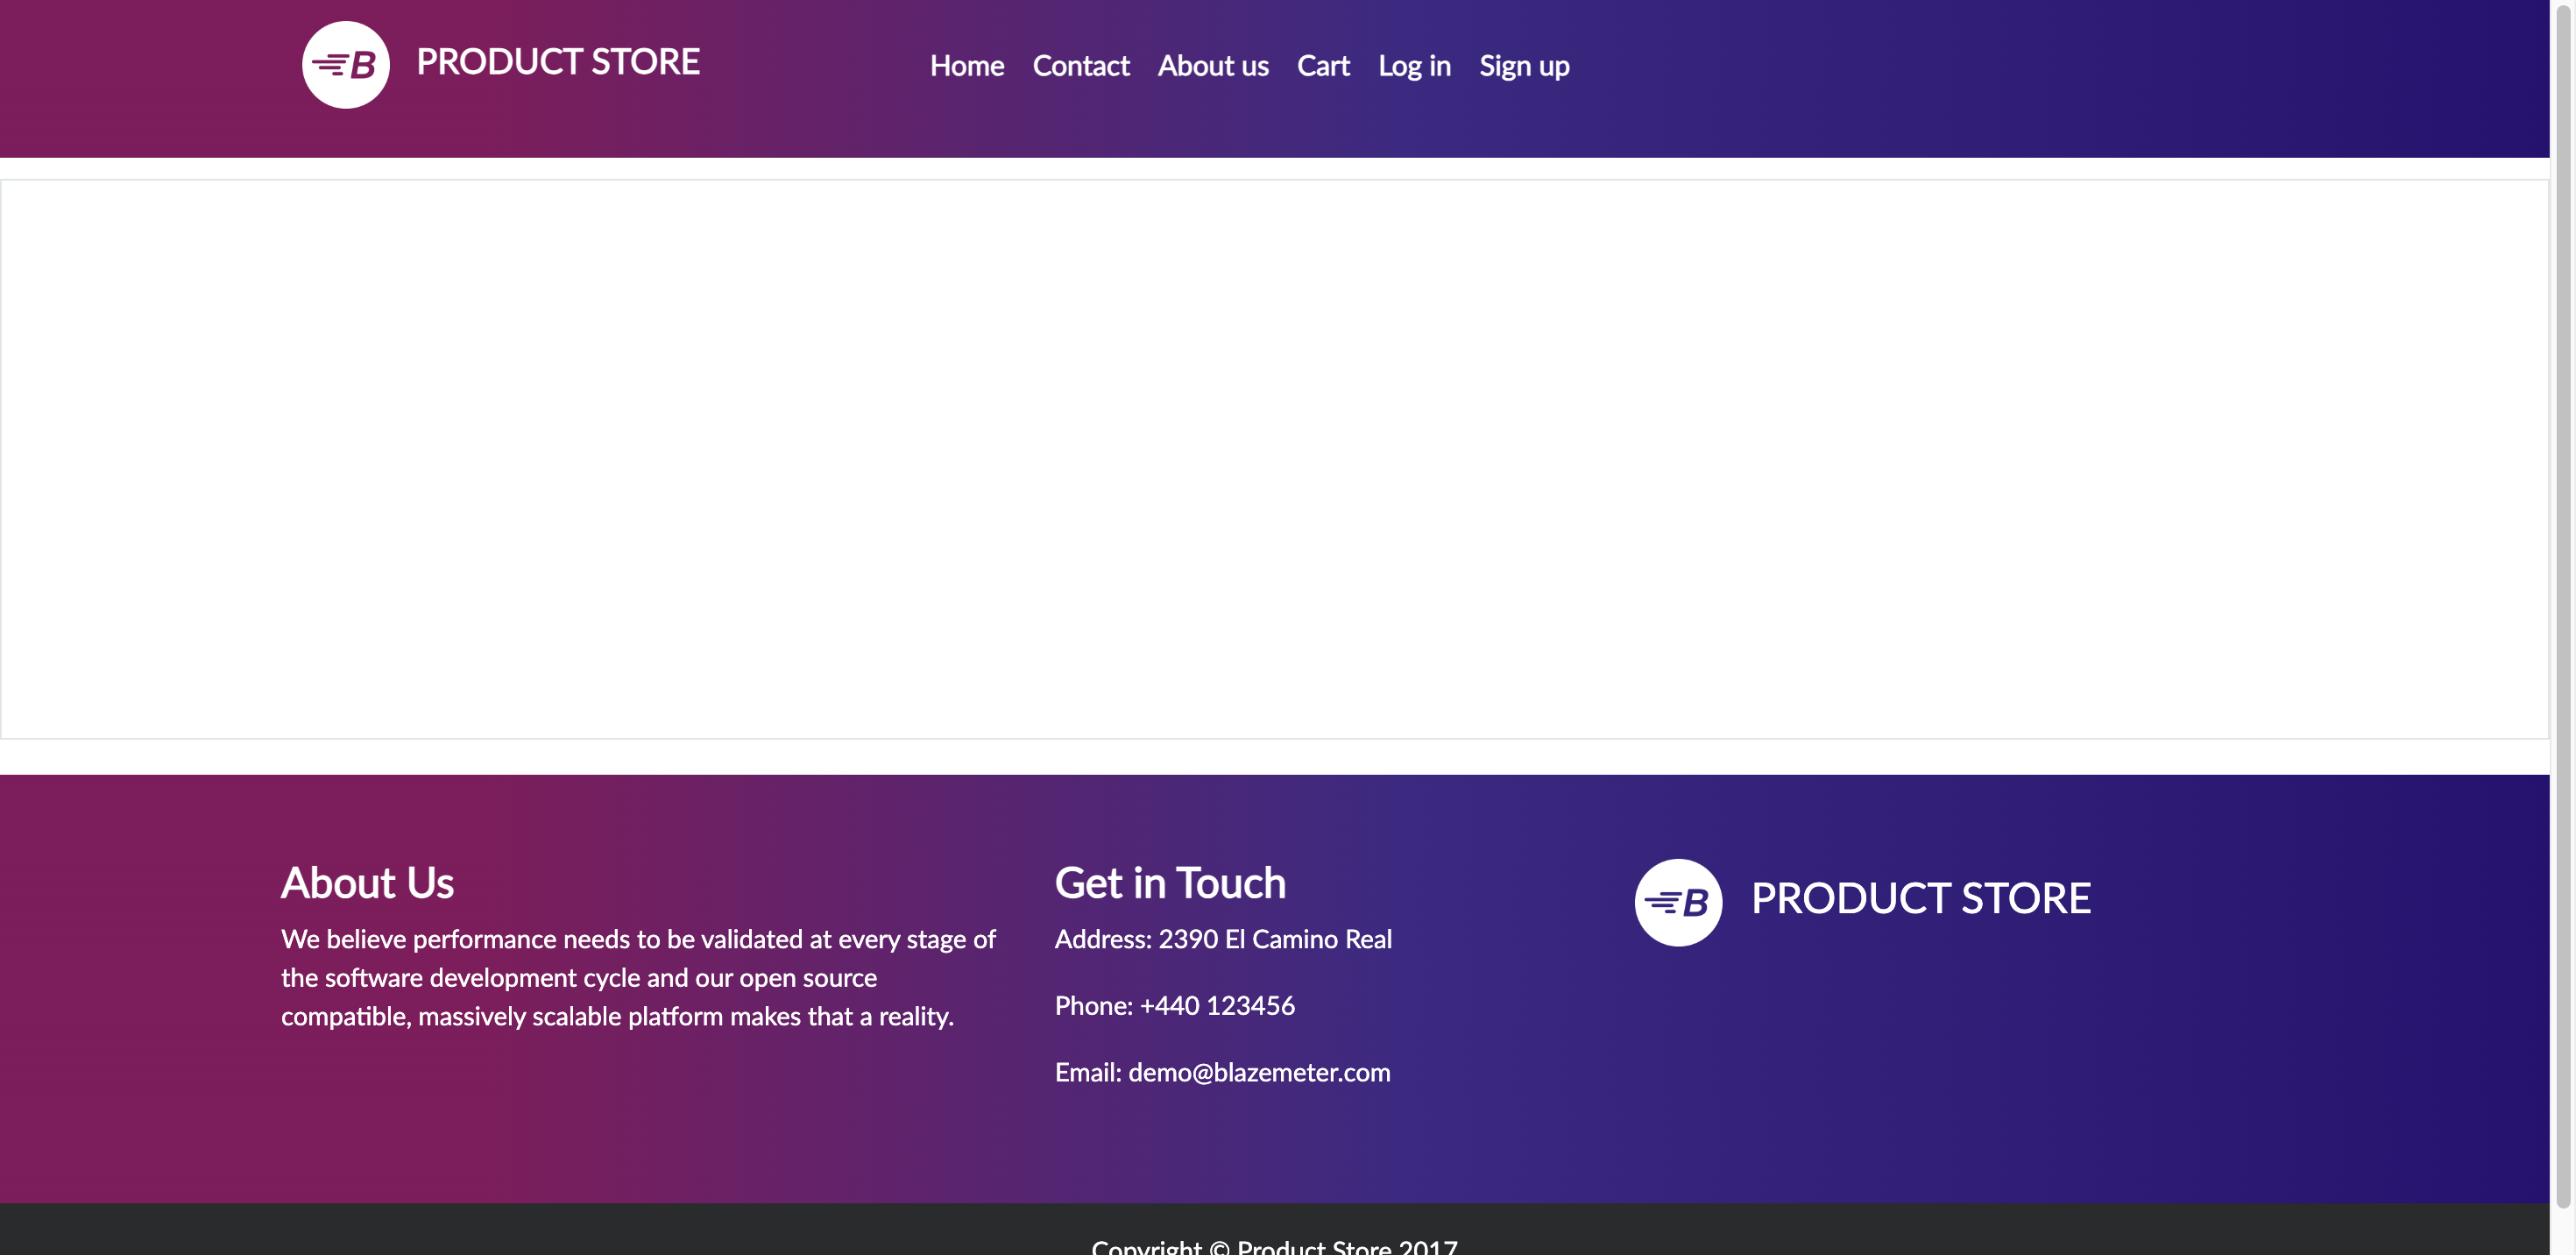 B PRODUCT STORE
Home Contact About us Cart Log in Sign up
About Us
We believe performance needs to be validated at every stage of
the software development cycle and our open source
compatible, massively scalable platform makes that a reality.
Get in Touch
Address: 2390 El Camino Real
Phone: +440 123456
Email: demo@blazemeter.com
B PRODUCT STORE
Copyright © Product Store 2017